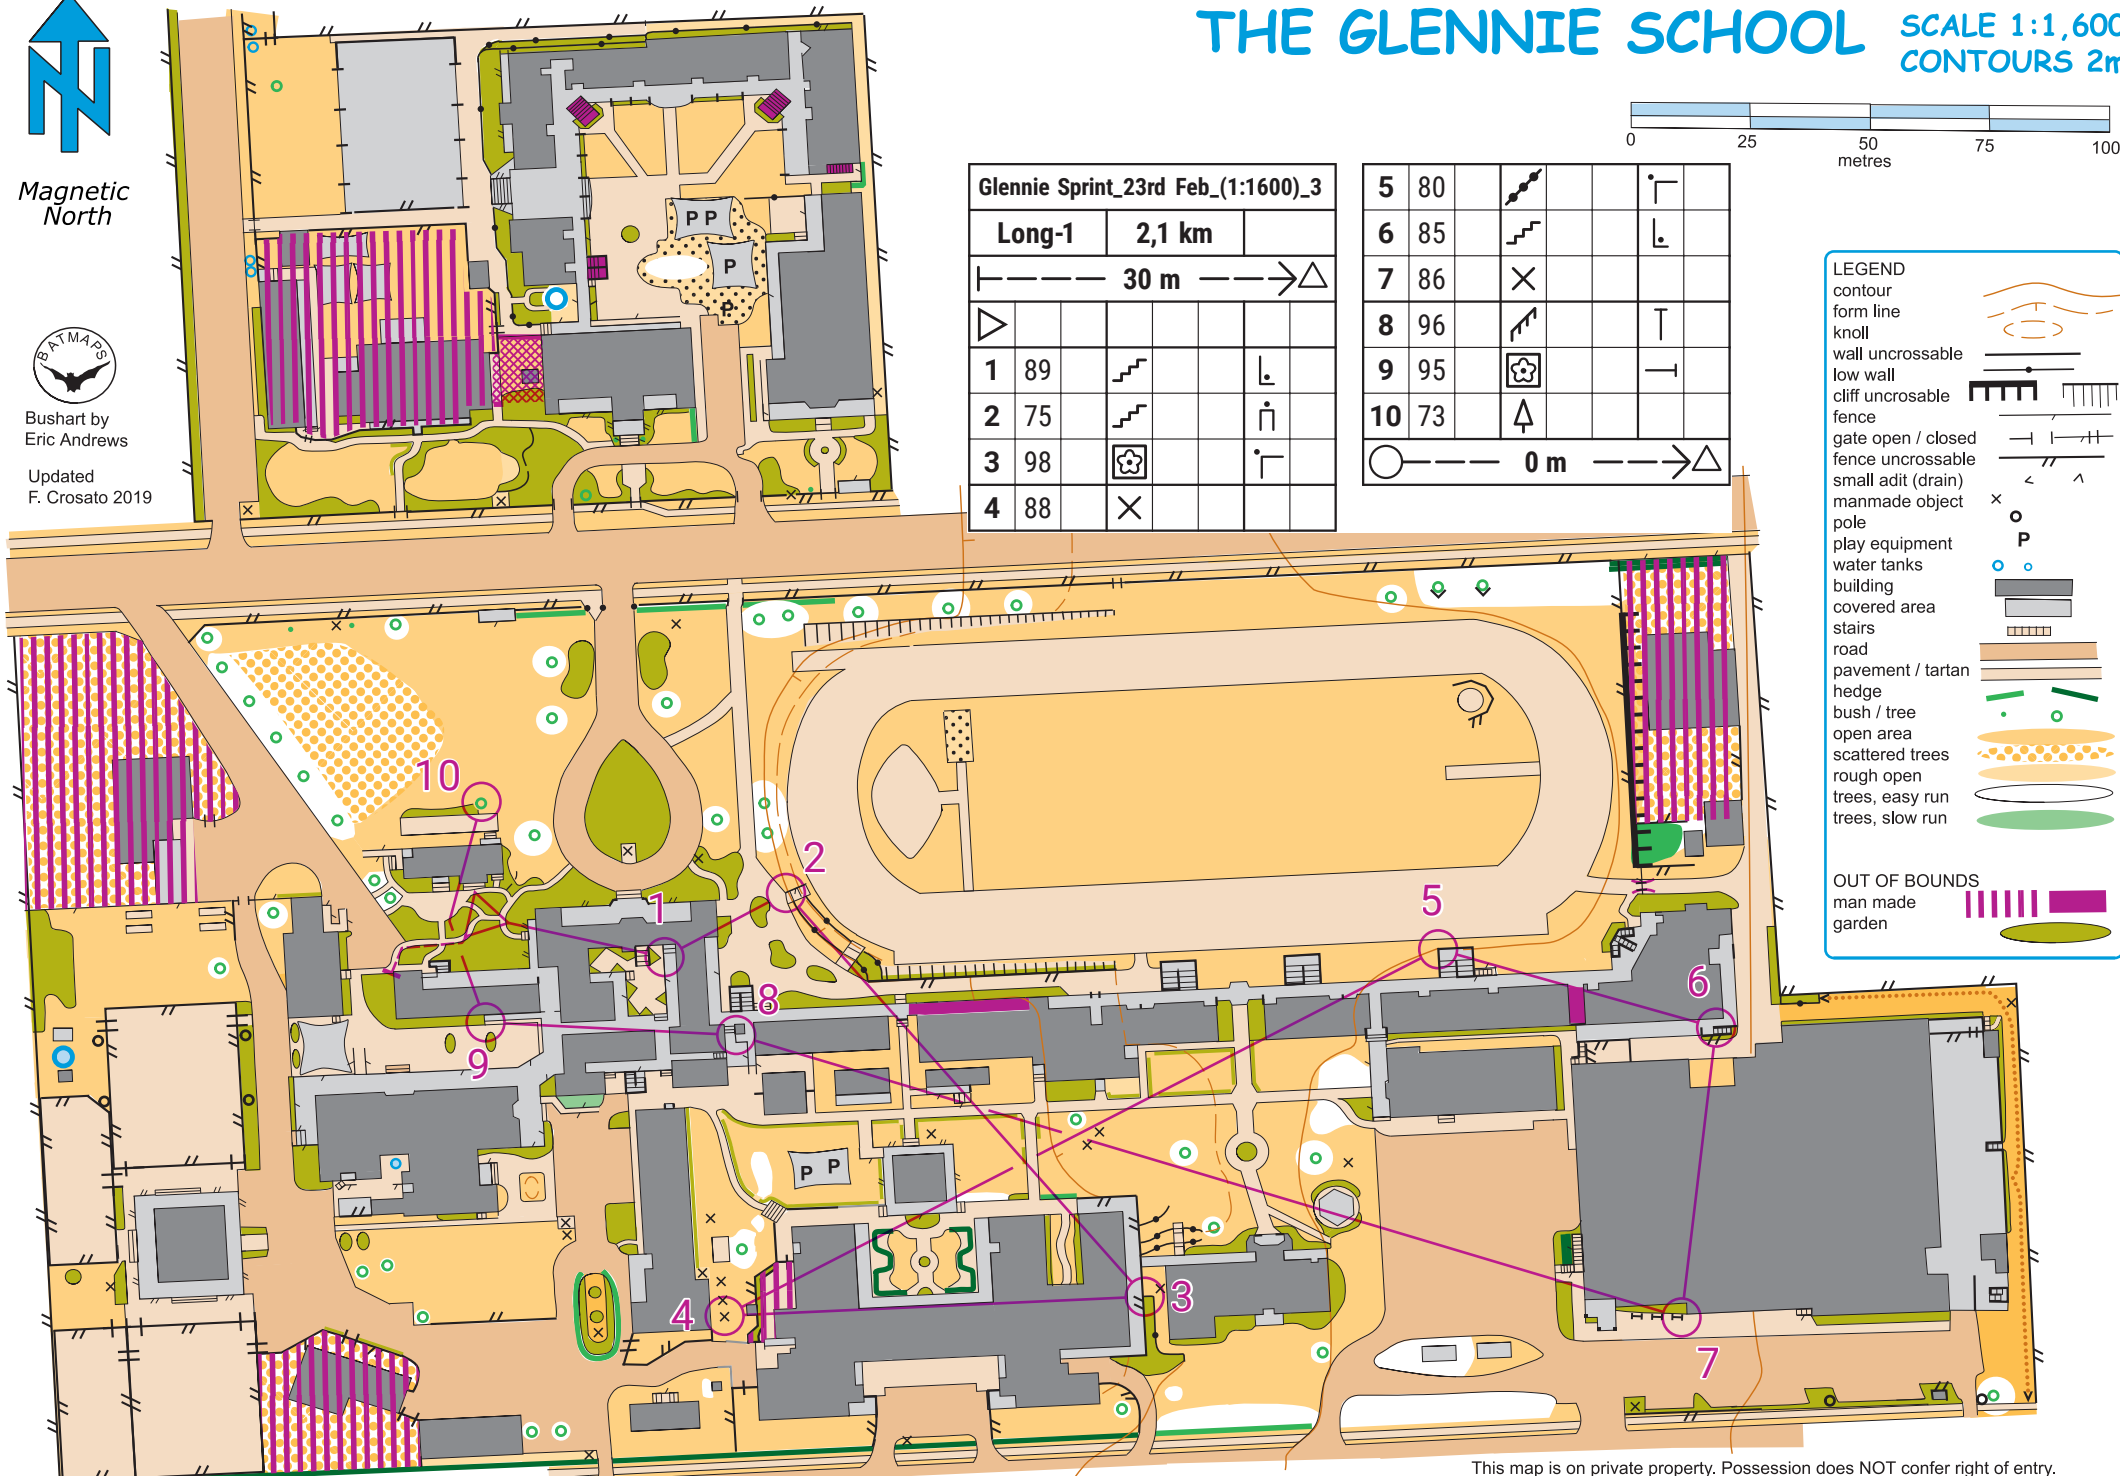 THE GLENNIE SCHOOL
SCALE 1:1,600
CONTOURS 2m
0 25 50 75 100
metres
Magnetic
North
BATMAPS
Bushart by
Eric Andrews
Updated
F. Crosato 2019
Glennie Sprint_23rd Feb_(1:1600)_3
Long-1 2,1 km
30 m
1 89
2 75
3 98
4 88
5 80
6 85
7 86
8 96
9 95
10 73
0 m
LEGEND
contour
form line
knoll
wall uncrossable
low wall
cliff uncrosable
fence
gate open / closed
fence uncrossable
small adit (drain)
manmade object
pole
play equipment P
water tanks
building
covered area
stairs
road
pavement / tartan
hedge
bush / tree
open area
scattered trees
rough open
trees, easy run
trees, slow run
OUT OF BOUNDS
man made
garden
P P
P
P
10
2
1
5
6
8
9
P P
3
4
7
This map is on private property. Possession does NOT confer right of entry.